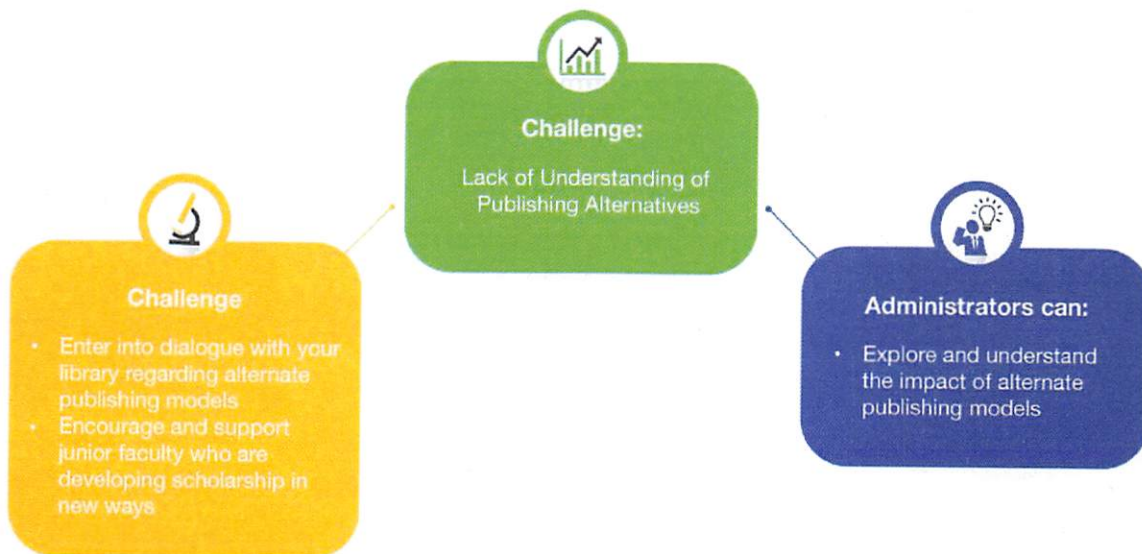 Challenge:
Lack of Understanding of
Publishing Alternatives
Challenge
• Enter into dialogue with your
library regarding alternate
publishing models
• Encourage and support
junior faculty who are
developing scholarship in
new ways
Administrators can:
• Explore and understand
the impact of alternate
publishing models